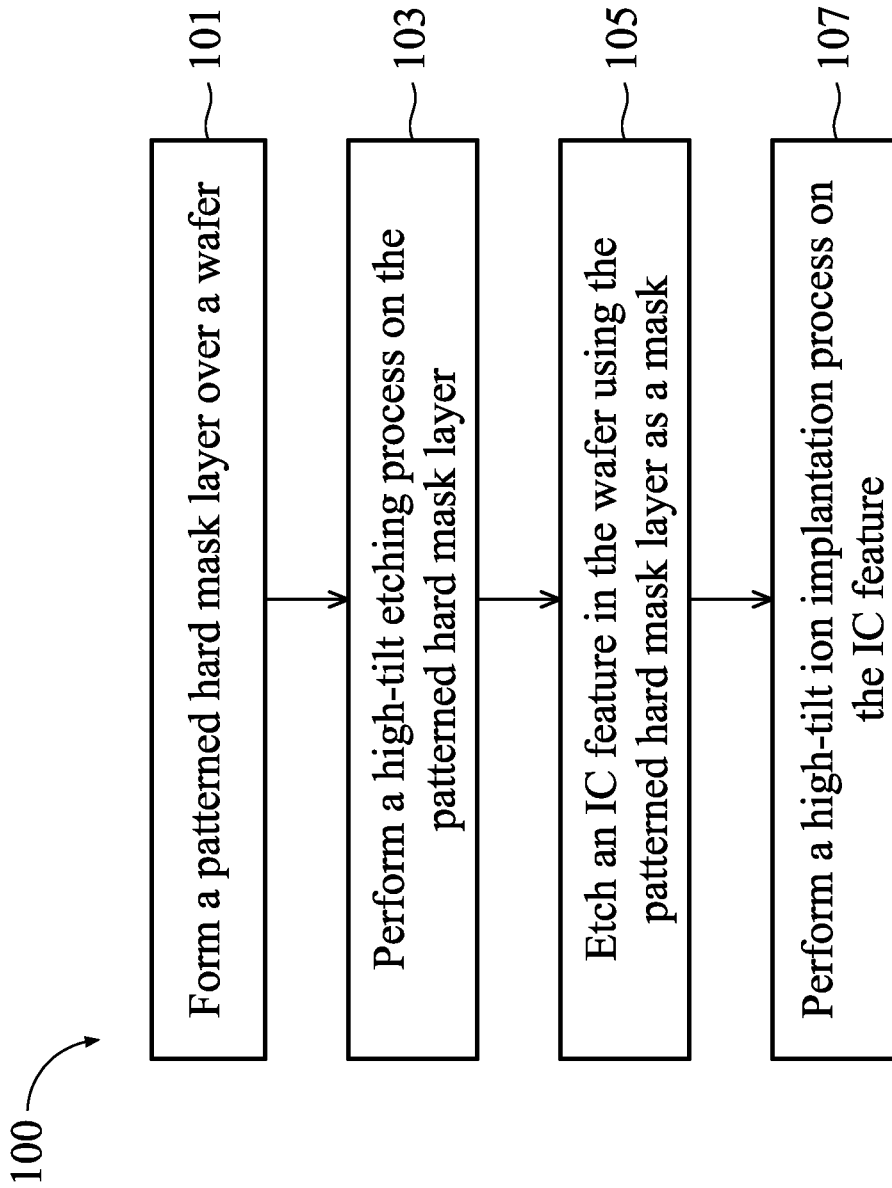 100
Form a patterned hard mask layer over a wafer
101
Perform a high-tilt etching process on the
patterned hard mask layer
103
Etch an IC feature in the wafer using the
patterned hard mask layer as a mask
105
Perform a high-tilt ion implantation process on
the IC feature
107